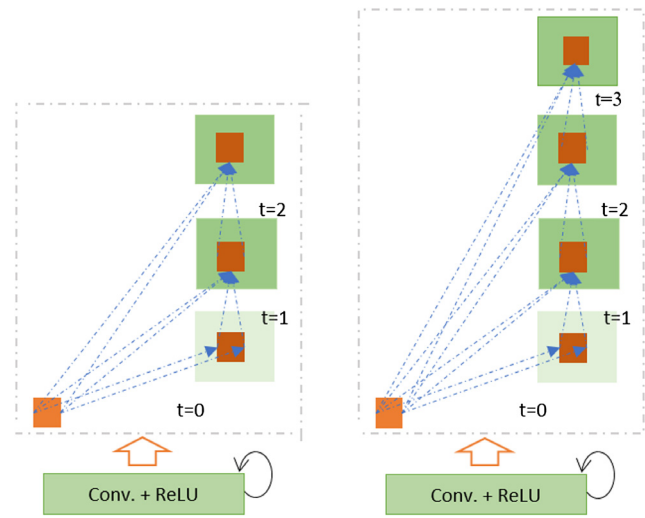 t=2
t=1
t=0
Conv. + ReLU
t=3
t=2
t=1
t=0
Conv. + ReLU